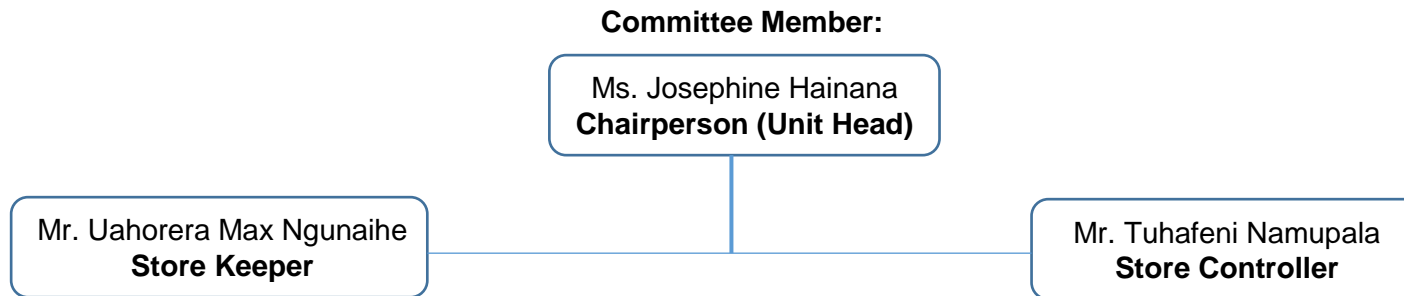 Committee Member:
Ms. Josephine Hainana
Chairperson (Unit Head)
Mr. Uahorera Max Ngunaihe
Store Keeper
Mr. Tuhafeni Namupala
Store Controller